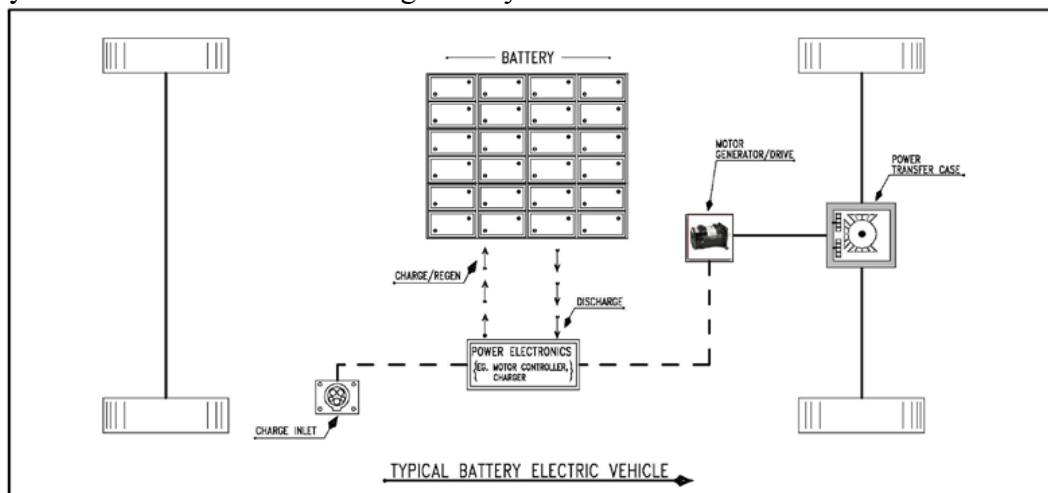 BATTERY
MOTOR
GENERATOR/DRIVE
POWER
TRANSFER CASE
CHARGE/REGEN
DISCHARGE
POWER ELECTRONICS
{EG. MOTOR CONTROLLER,
CHARGER}
CHARGE INLET
TYPICAL BATTERY ELECTRIC VEHICLE